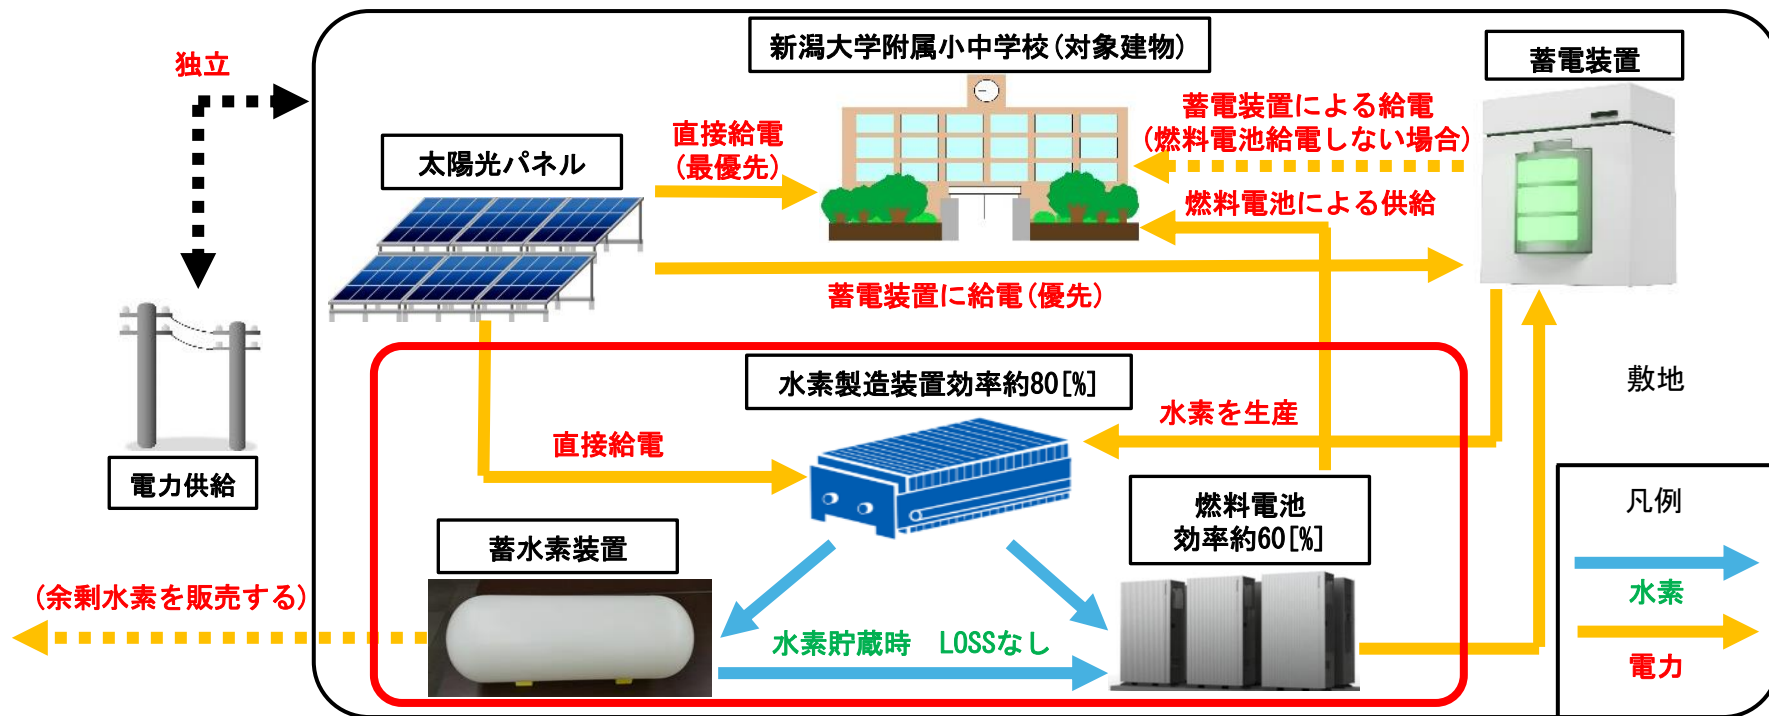 新潟大学附属小中学校(対象建物)
蓄電装置
独立
蓄電装置による給電
(燃料電池給電しない場合)
直接給電
(最優先)
太陽光パネル
燃料電池による供給
蓄電装置に給電(優先)
水素製造装置効率約80[%]
敷地
水素を生産
直接給電
電力供給
燃料電池
効率約60[%]
凡例
蓄水素装置
(余剰水素を販売する)
水素
水素貯蔵時 LOSSなし
電力